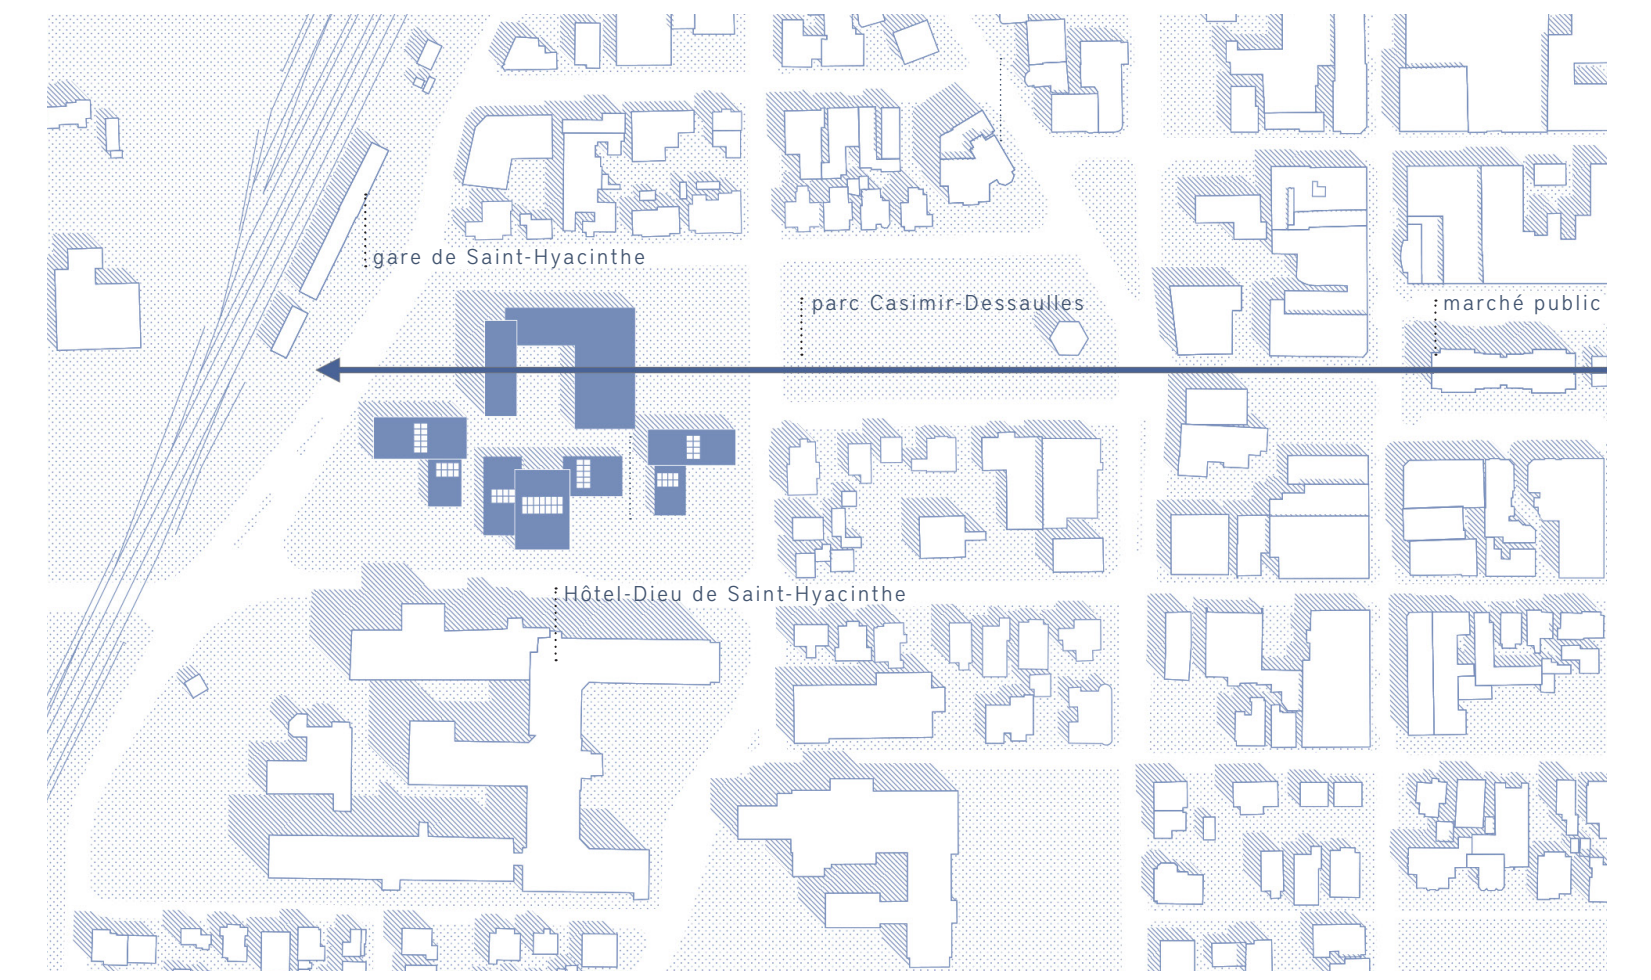 gare de Saint-Hyacinthe
parc Casimir-Dessaulles
marché public
Hôtel-Dieu de Saint-Hyacinthe